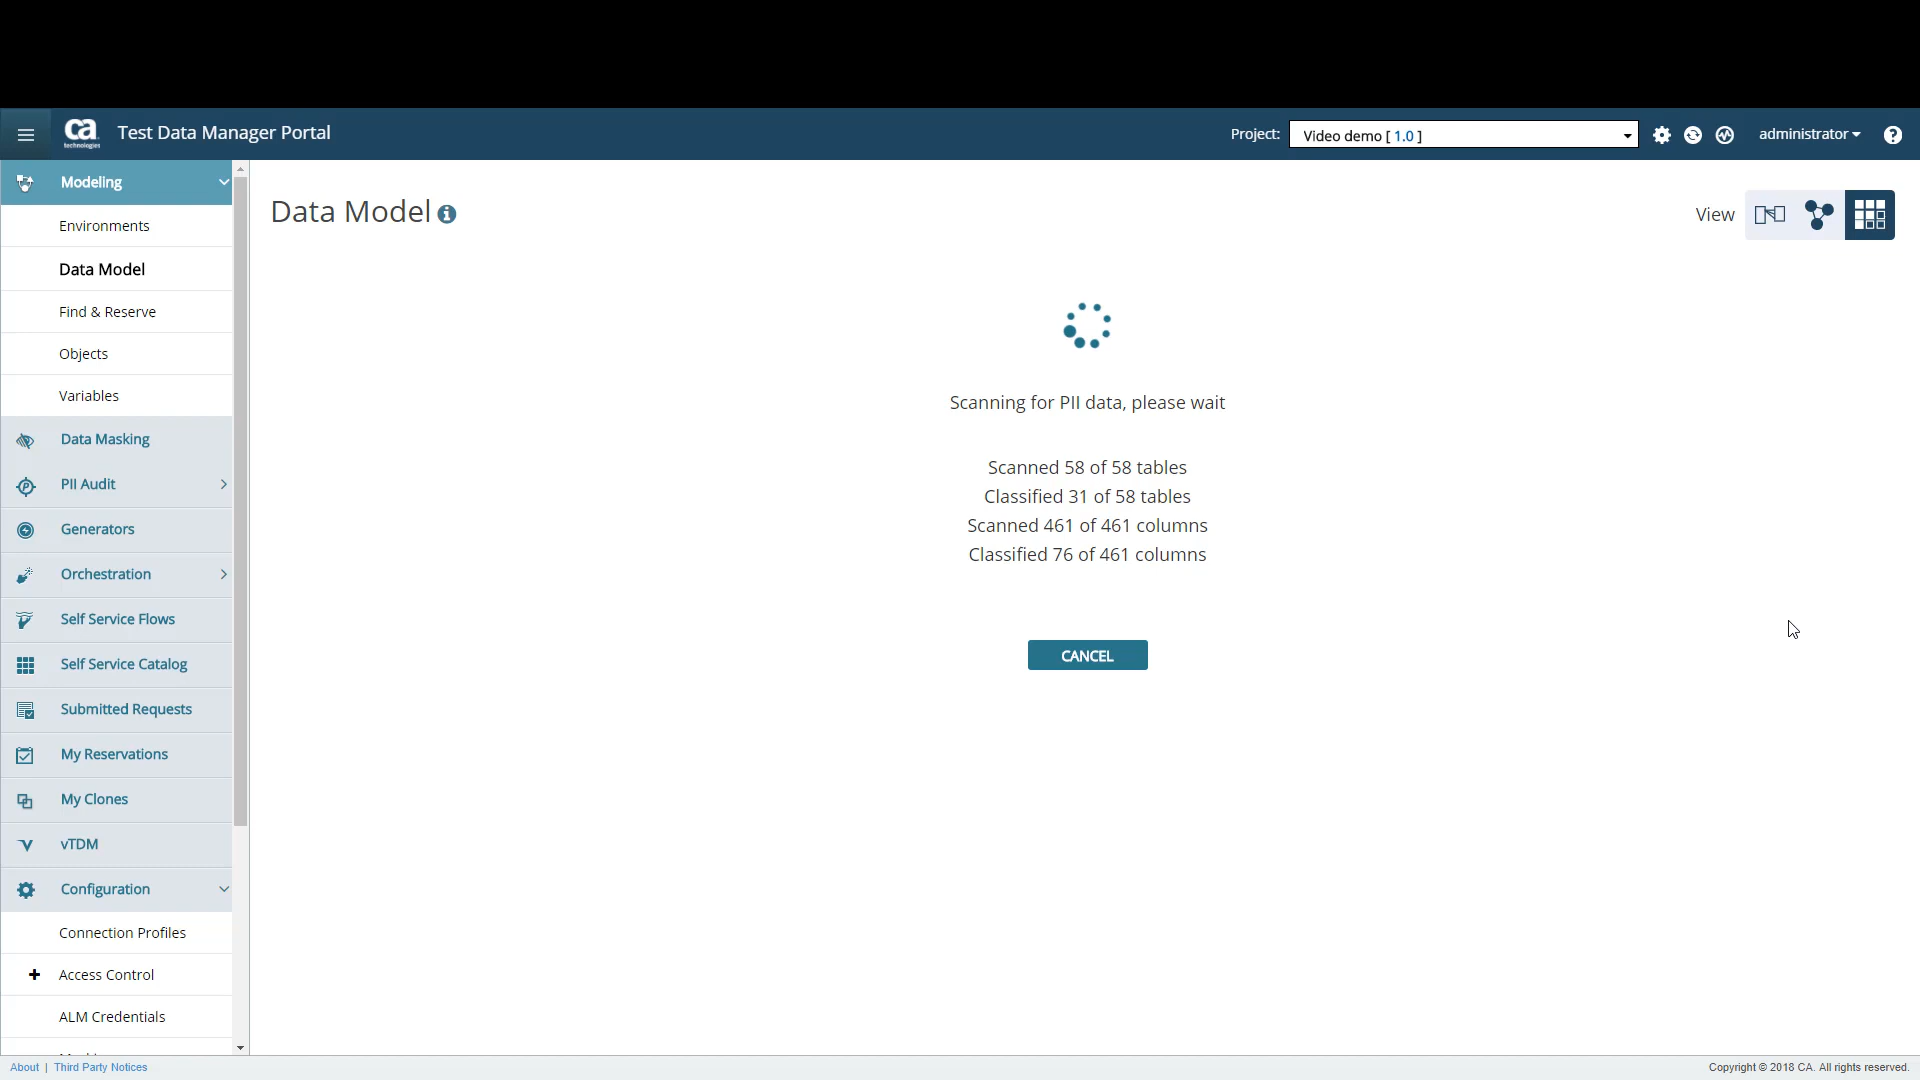 ca technologies
Test Data Manager Portal
Project:
Video demo [ 1.0 ]
administrator
Modeling
Environments
Data Model
Find & Reserve
Objects
Variables
Data Masking
PII Audit
Generators
Orchestration
Self Service Flows
Self Service Catalog
Submitted Requests
My Reservations
My Clones
vTDM
Configuration
Connection Profiles
Access Control
ALM Credentials
Data Model
View
Scanning for PII data, please wait
Scanned 58 of 58 tables
Classified 31 of 58 tables
Scanned 461 of 461 columns
Classified 76 of 461 columns
CANCEL
About | Third Party Notices
Copyright © 2018 CA. All rights reserved.